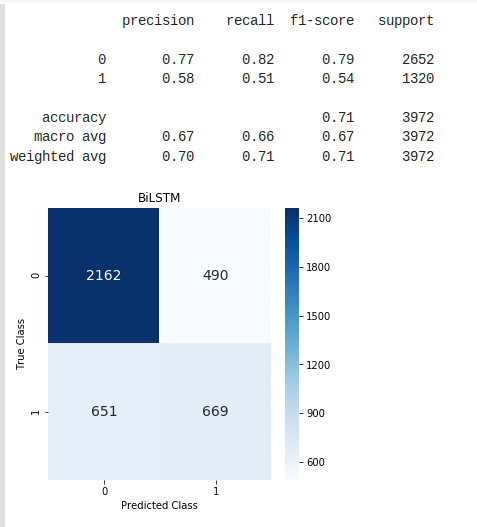 precision recall f1-score support
0 0.77 0.82 0.79 2652
1 0.58 0.51 0.54 1320
accuracy 0.71 3972
macro avg 0.67 0.66 0.67 3972
weighted avg 0.70 0.71 0.71 3972
BiLSTM
2100
1800
1500
1200
900
600
0 2162 490
1 651 669
True Class
0 1
Predicted Class